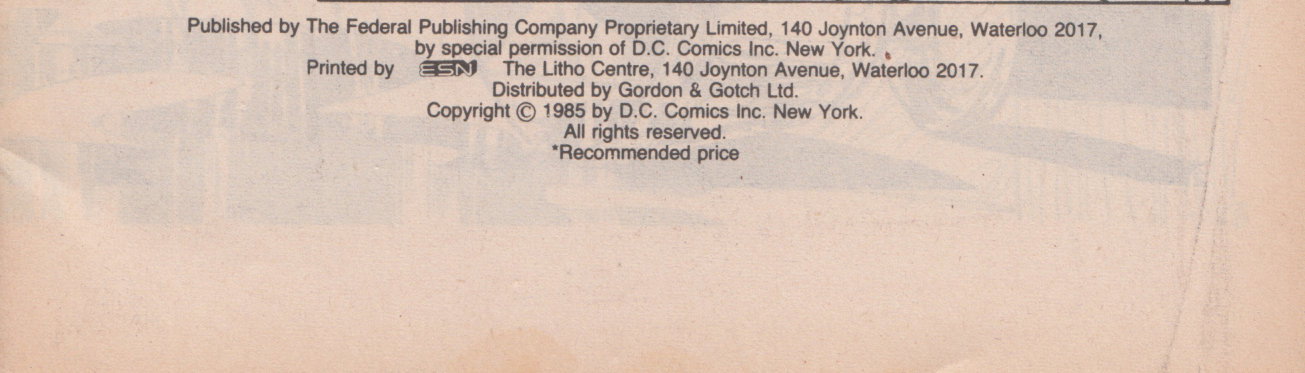 Published by The Federal Publishing Company Proprietary Limited, 140 Joynton Avenue, Waterloo 2017,
by special permission of D.C. Comics Inc. New York.
Printed by ESN The Litho Centre, 140 Joynton Avenue, Waterloo 2017.
Distributed by Gordon & Gotch Ltd.
Copyright © 1985 by D.C. Comics Inc. New York.
All rights reserved.
*Recommended price